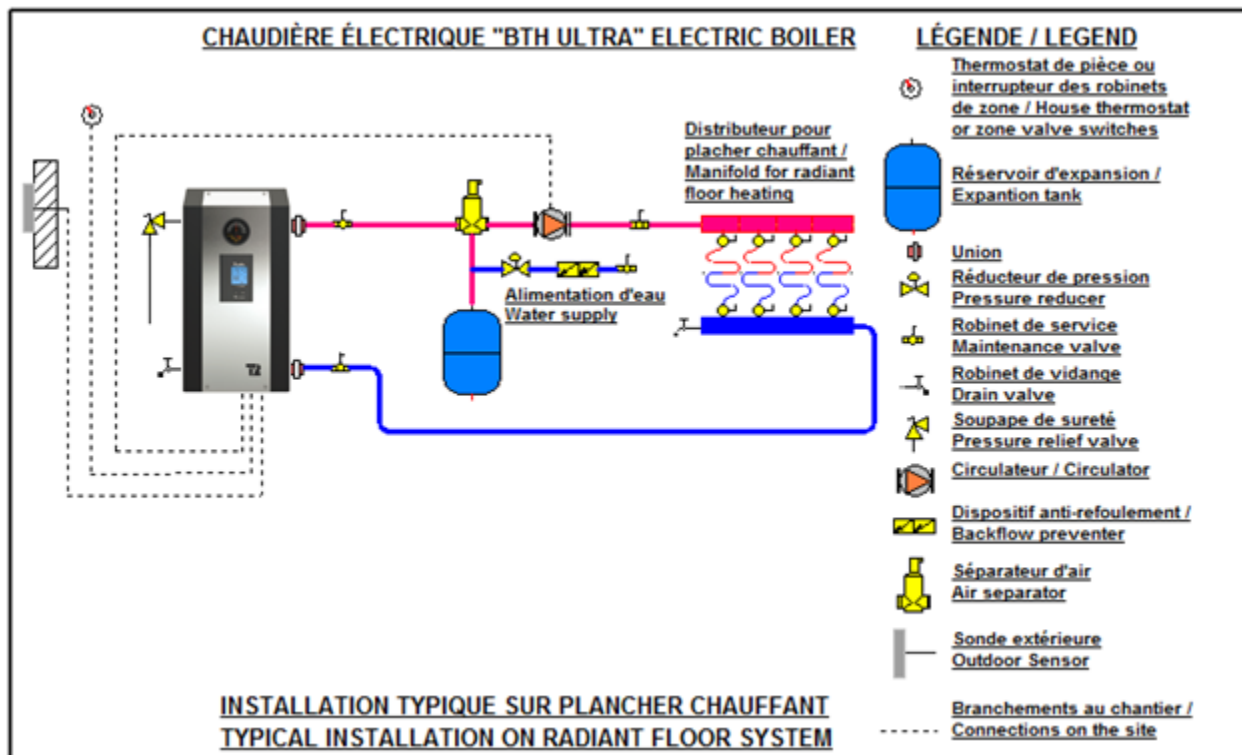 CHAUDIÈRE ÉLECTRIQUE "BTH ULTRA" ELECTRIC BOILER
Distributeur pour
placher chauffant /
Manifold for radiant
floor heating
Alimentation d'eau
Water supply
LÉGENDE / LEGEND
Thermostat de pièce ou
interrupteur des robinets
de zone / House thermostat
or zone valve switches
Réservoir d'expansion /
Expantion tank
Union
Réducteur de pression
Pressure reducer
Robinet de service
Maintenance valve
Robinet de vidange
Drain valve
Soupape de sureté
Pressure relief valve
Circulateur / Circulator
Dispositif anti-refoulement /
Backflow preventer
Séparateur d'air
Air separator
Sonde extérieure
Outdoor Sensor
Branchements au chantier /
Connections on the site
INSTALLATION TYPIQUE SUR PLANCHER CHAUFFANT
TYPICAL INSTALLATION ON RADIANT FLOOR SYSTEM